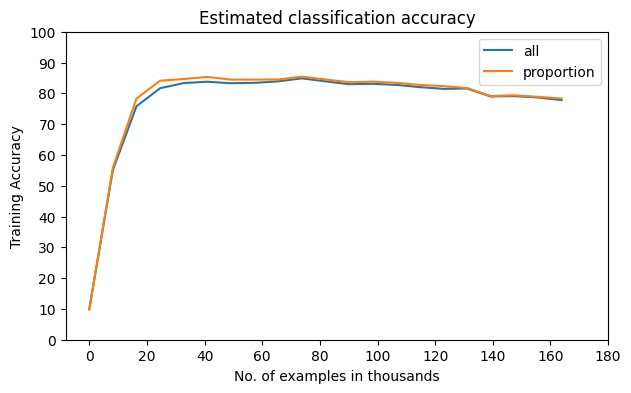 Estimated classification accuracy
100
90
80
70
60
50
40
30
20
10
0
Training Accuracy
all
proportion
0 20 40 60 80 100 120 140 160 180
No. of examples in thousands